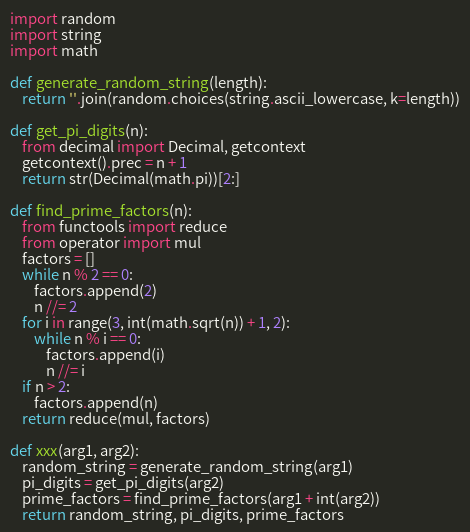 import random
import string
import math

def generate_random_string(length):
    return ''.join(random.choices(string.ascii_lowercase, k=length))

def get_pi_digits(n):
    from decimal import Decimal, getcontext
    getcontext().prec = n + 1
    return str(Decimal(math.pi))[2:]

def find_prime_factors(n):
    from functools import reduce
    from operator import mul
    factors = []
    while n % 2 == 0:
        factors.append(2)
        n //= 2
    for i in range(3, int(math.sqrt(n)) + 1, 2):
        while n % i == 0:
            factors.append(i)
            n //= i
    if n > 2:
        factors.append(n)
    return reduce(mul, factors)

def xxx(arg1, arg2):
    random_string = generate_random_string(arg1)
    pi_digits = get_pi_digits(arg2)
    prime_factors = find_prime_factors(arg1 + int(arg2))
    return random_string, pi_digits, prime_factors